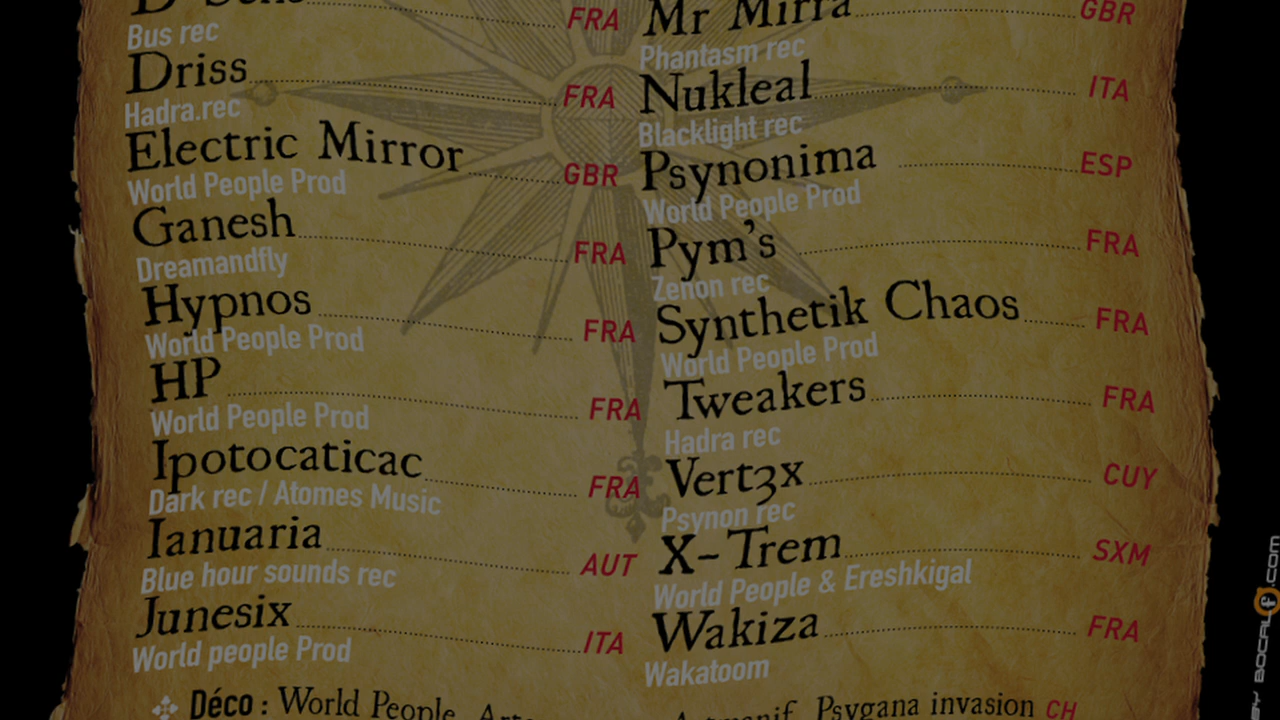 FRA
Bus rec
Driss FRA
Hadra.rec
Electric Mirror GBR
World People Prod
Ganesh FRA
Dreamandfly
Hypnos FRA
World People Prod
HP FRA
World People Prod
Ipotocaticac FRA
Dark rec / Atomes Music
Ianuaria AUT
Blue hour sounds rec
Junesix ITA
World people Prod
Mr Mirra GBR
Phantasm rec
Nukleal ITA
Blacklight rec
Psynonima ESP
World People Prod
Pym's FRA
Zenon rec
Synthetik Chaos FRA
World People Prod
Tweakers FRA
Hadra rec
Vert3x CUY
Psynon rec
X-Trem SXM
World People & Ereshkigal
Wakiza FRA
Wakatoom
Déco : World People, Psygana invasion CH
.com